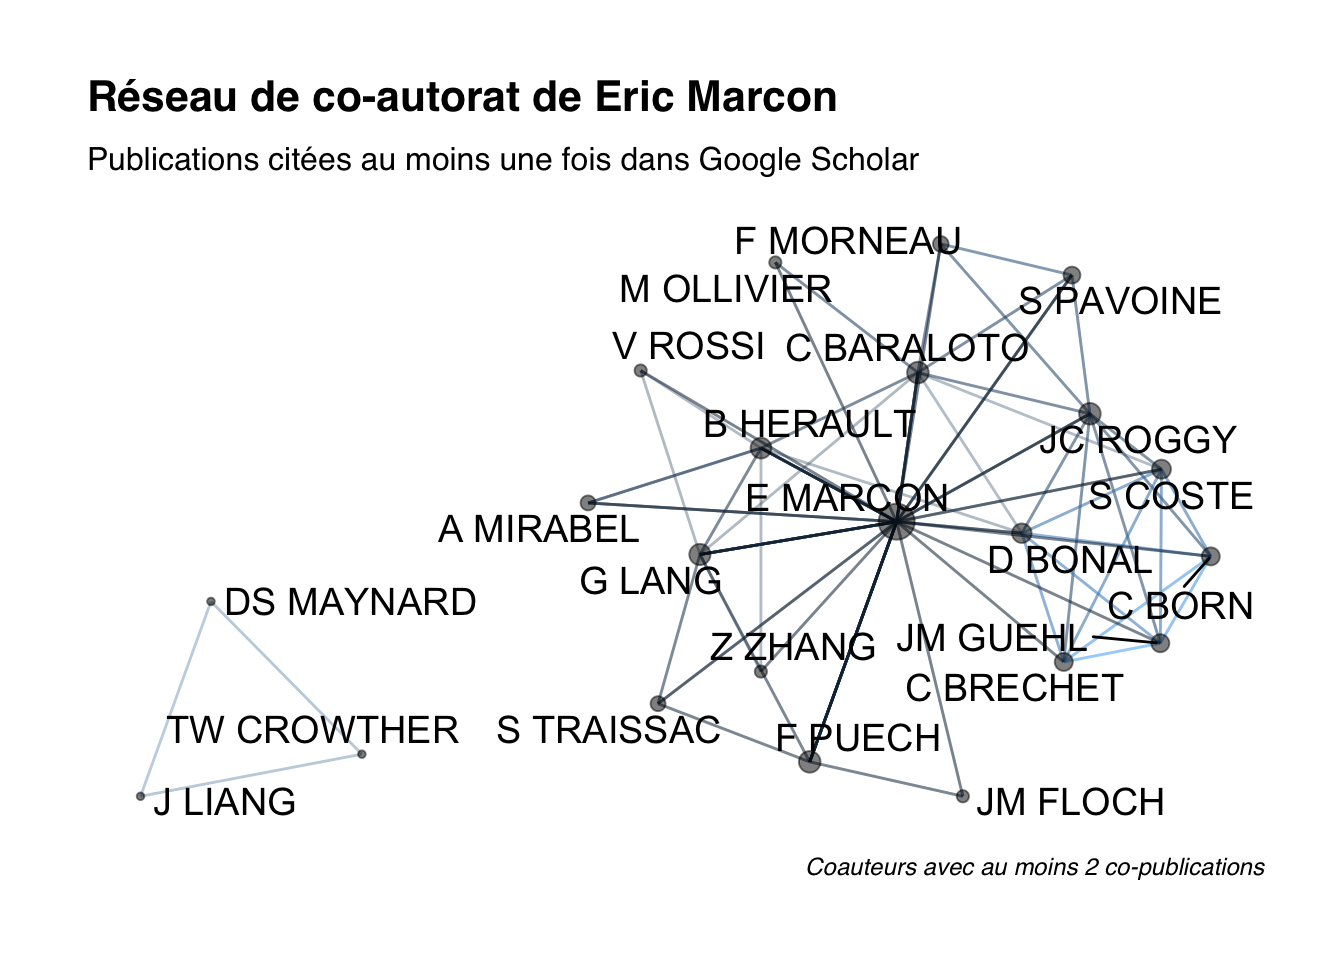 Réseau de co-autorat de Eric Marcon
Publications citées au moins une fois dans Google Scholar
F MORNEAU
M OLLIVIER
S PAVOINE
V ROSSI
C BARALOTO
B HERAULT
JC ROGGY
E MARCON
S COSTE
A MIRABEL
D BONAL
G LANG
DS MAYNARD
C BORN
JM GUEHL
Z ZHANG
C BRECHET
TW CROWTHER
S TRAISSAC
F PUECH
J LIANG
JM FLOCH
Coauteurs avec au moins 2 co-publications